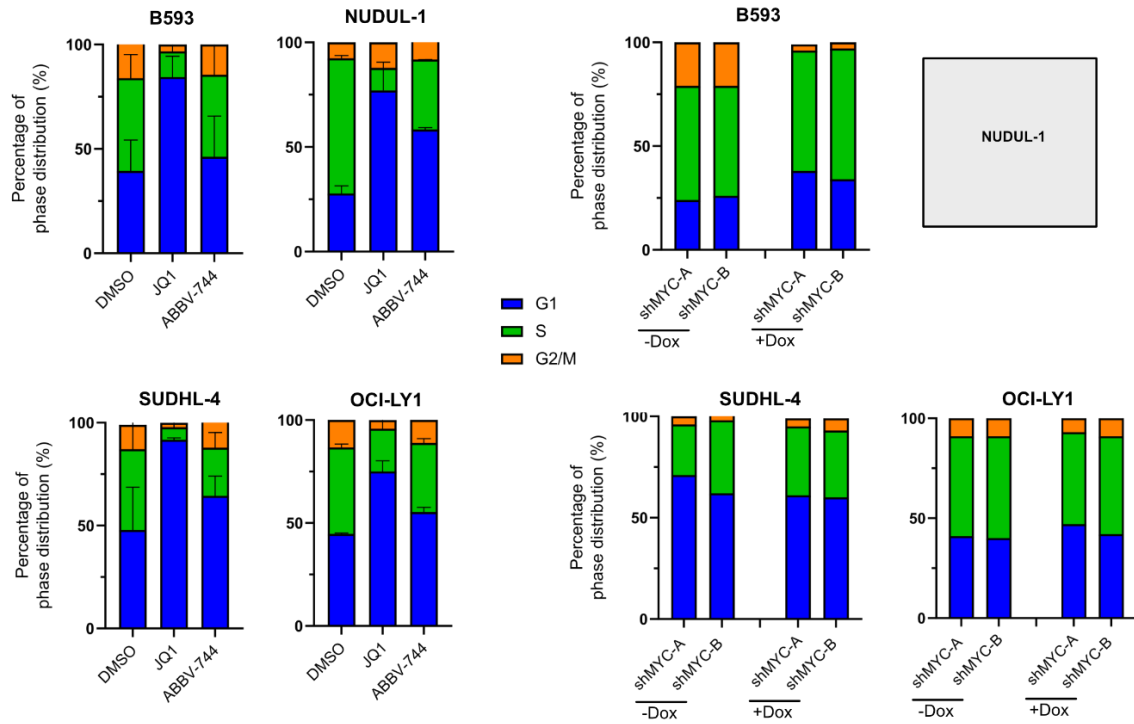 B593
Percentage of
phase distribution (%)
100
50
0
DMSO
JQ1
ABBV-744
NUDUL-1
100
50
0
DMSO
JQ1
ABBV-744
B593
Percentage of
phase distribution (%)
100
50
0
shMYC-A
shMYC-B
shMYC-A
shMYC-B
-Dox
+Dox
NUDUL-1
G1
S
G2/M
SUDHL-4
Percentage of
phase distribution (%)
100
50
0
DMSO
JQ1
ABBV-744
OCI-LY1
100
50
0
DMSO
JQ1
ABBV-744
SUDHL-4
Percentage of
phase distribution (%)
100
50
0
shMYC-A
shMYC-B
shMYC-A
shMYC-B
-Dox
+Dox
OCI-LY1
100
50
0
shMYC-A
shMYC-B
shMYC-A
shMYC-B
-Dox
+Dox